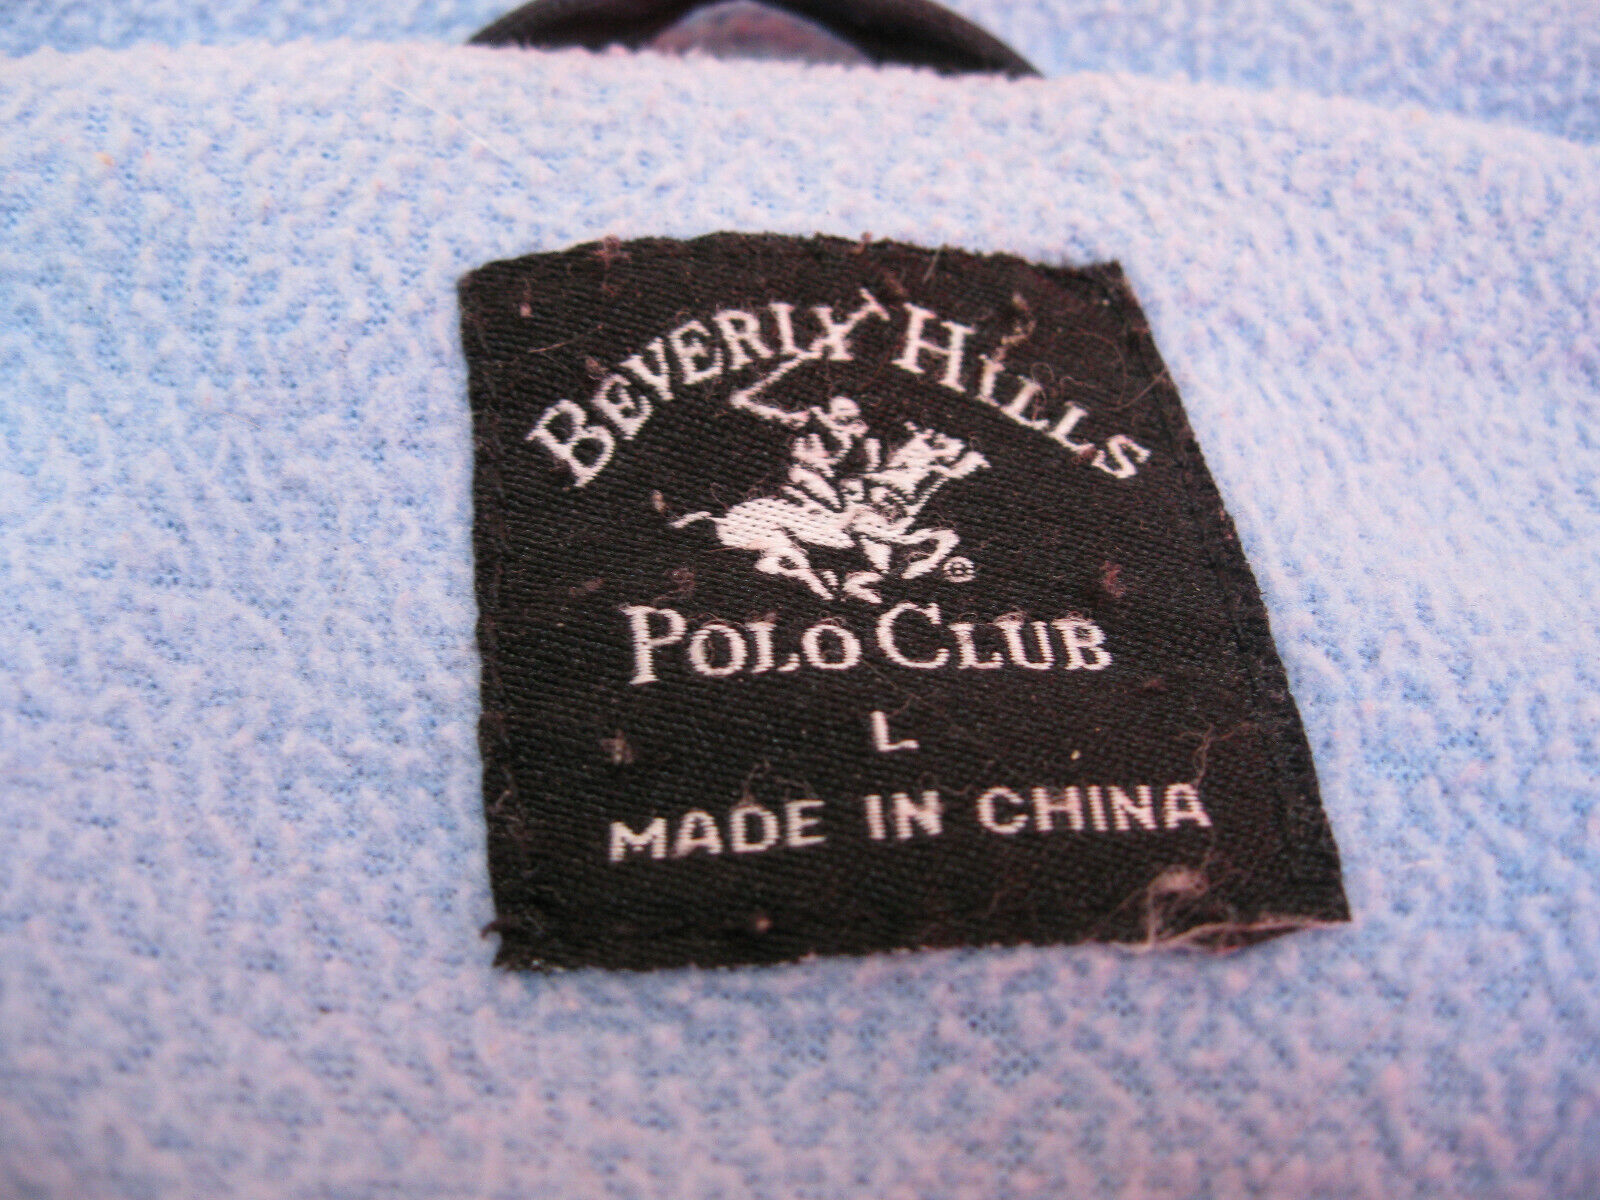 BEVERLY HILLS
®
POLO CLUB
L
MADE IN CHINA